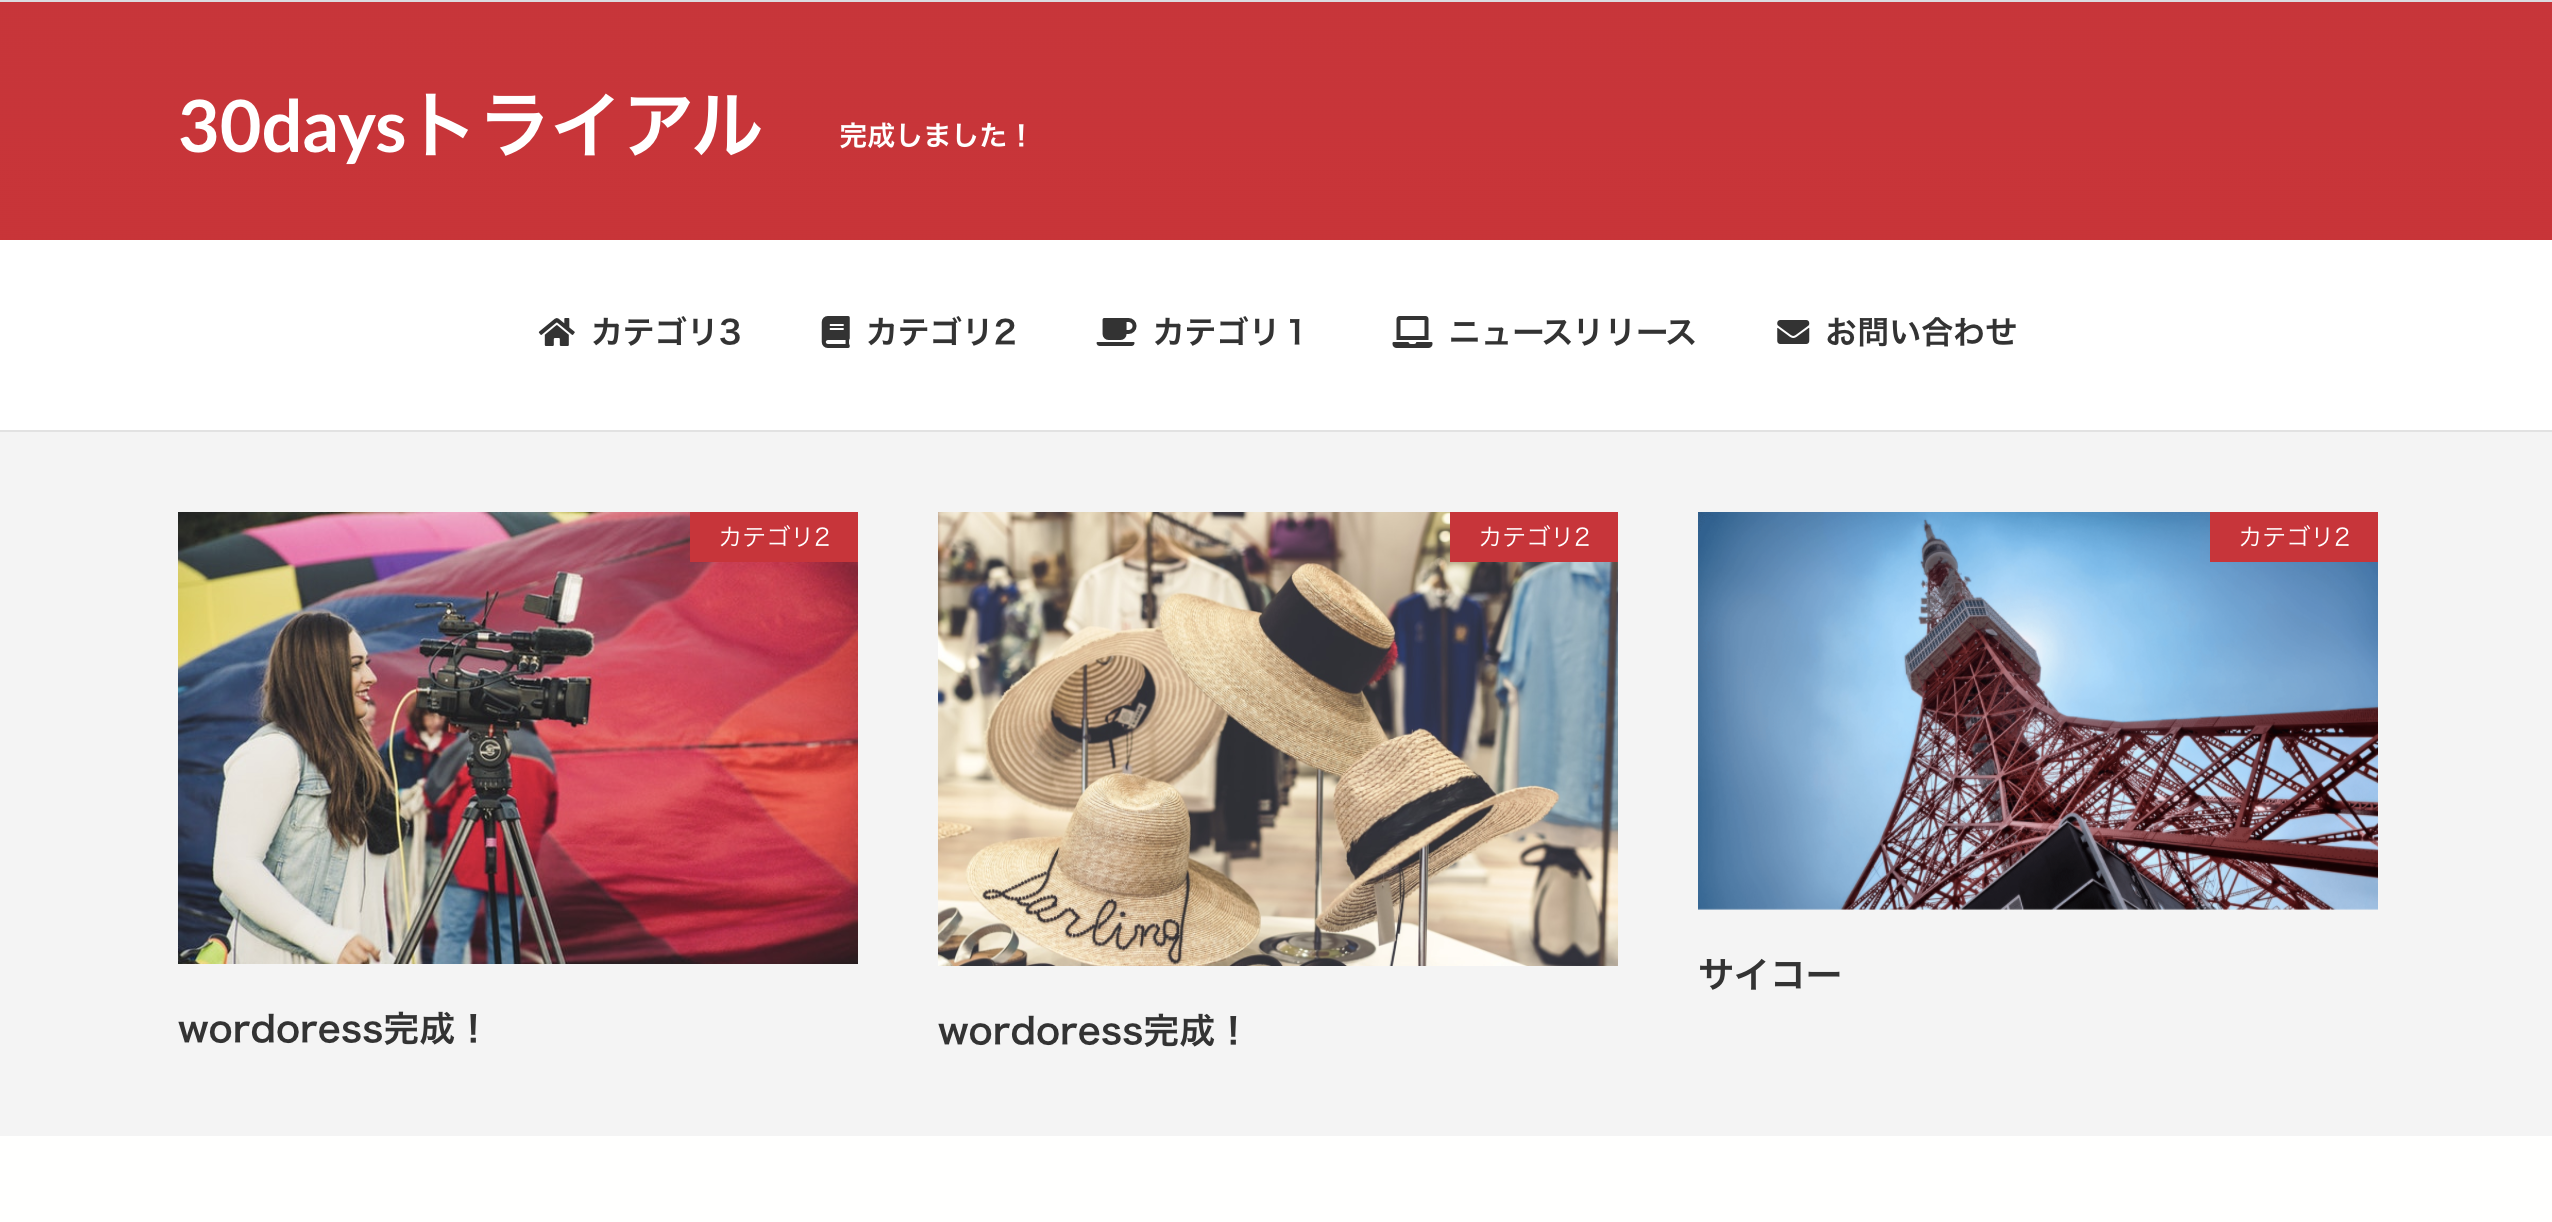 30daysトライアル
完成しました！
カテゴリ3
カテゴリ2
カテゴリ１
ニュースリリース
お問い合わせ
カテゴリ2
カテゴリ2
カテゴリ2
Darling
wordoress完成！
wordoress完成！
サイコー